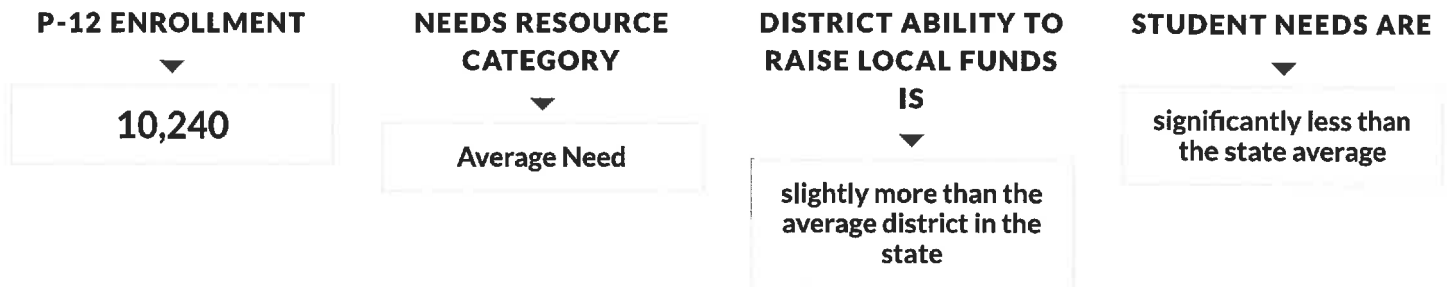 P-12 ENROLLMENT
10,240
NEEDS RESOURCE
CATEGORY
Average Need
DISTRICT ABILITY TO
RAISE LOCAL FUNDS
IS
slightly more than the
average district in the
state
STUDENT NEEDS ARE
significantly less than
the state average